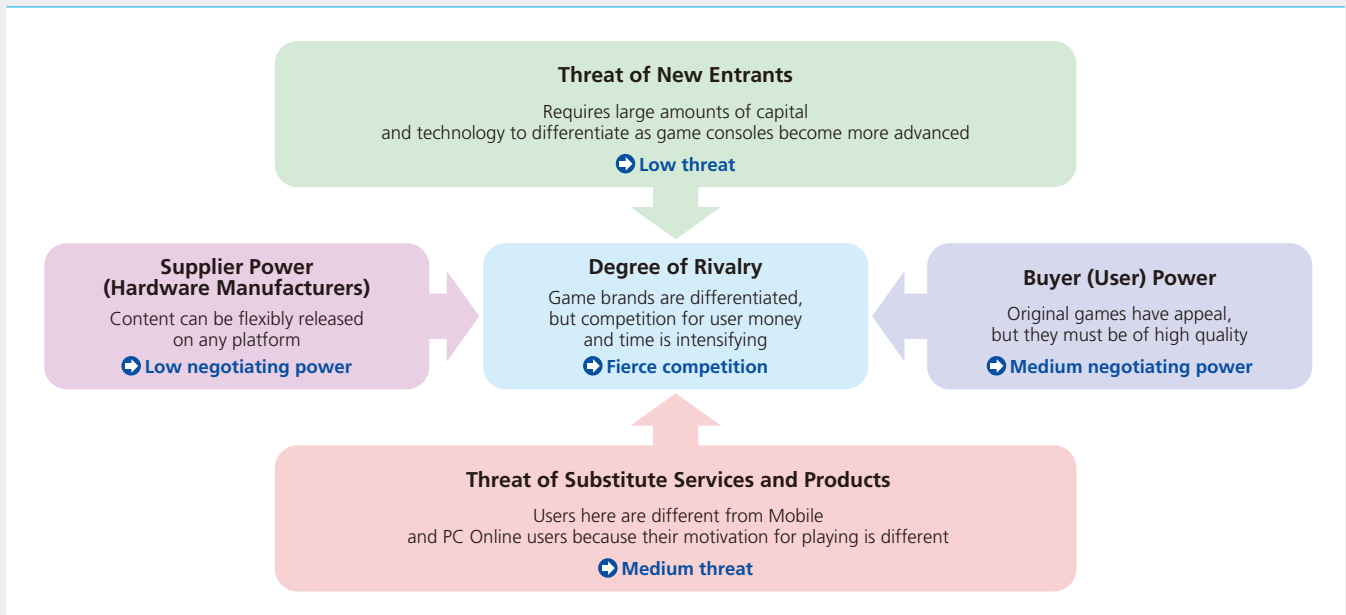 Threat of New Entrants
Requires large amounts of capital
and technology to differentiate as game consoles become more advanced
Low threat
Supplier Power
(Hardware Manufacturers)
Content can be flexibly released
on any platform
Low negotiating power
Degree of Rivalry
Game brands are differentiated,
but competition for user money
and time is intensifying
Fierce competition
Buyer (User) Power
Original games have appeal,
but they must be of high quality
Medium negotiating power
Threat of Substitute Services and Products
Users here are different from Mobile
and PC Online users because their motivation for playing is different
Medium threat